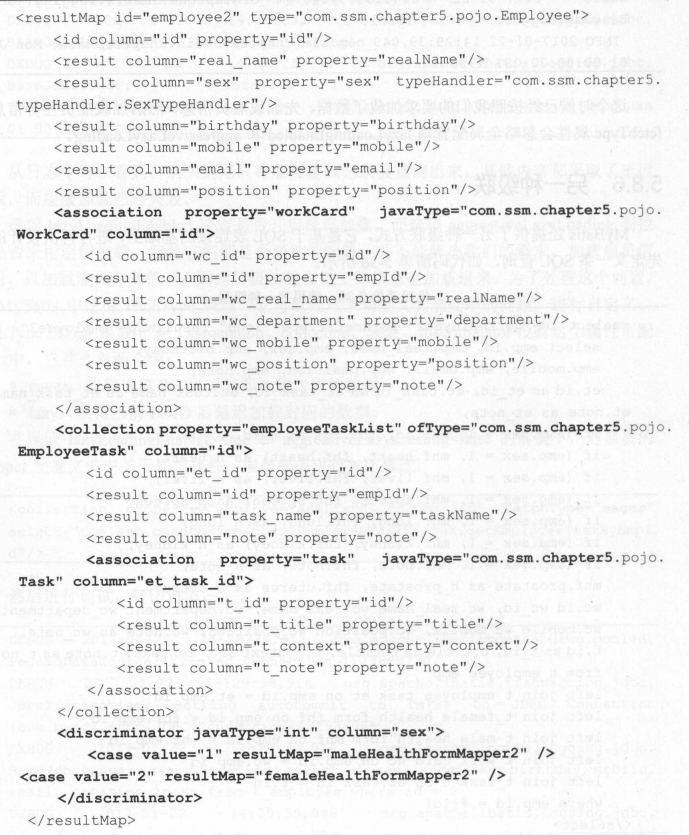 <resultMap id="employee2" type="com.ssm.chapter5.pojo.Employee">
<id column="id" property="id"/>
<result column="real_name" property="realName"/>
<result column="sex" property="sex" typeHandler="com.ssm.chapter5.
typeHandler.SexTypeHandler"/>
<result column="birthday" property="birthday"/>
<result column="mobile" property="mobile"/>
<result column="email" property="email"/>
<result column="position" property="position"/>
<association property="workCard" javaType="com.ssm.chapter5.pojo.
WorkCard" column="id">
<id column="wc_id" property="id"/>
<result column="id" property="empId"/>
<result column="wc_real_name" property="realName"/>
<result column="wc_department" property="department"/>
<result column="wc_mobile" property="mobile"/>
<result column="wc_position" property="position"/>
<result column="wc_note" property="note"/>
</association>
<collection property="employeeTaskList" ofType="com.ssm.chapter5.pojo.
EmployeeTask" column="id">
<id column="et_id" property="id"/>
<result column="id" property="empId"/>
<result column="task_name" property="taskName"/>
<result column="note" property="note"/>
<association property="task" javaType="com.ssm.chapter5.pojo.
Task" column="et_task_id">
<id column="t_id" property="id"/>
<result column="t_title" property="title"/>
<result column="t_context" property="context"/>
<result column="t_note" property="note"/>
</association>
</collection>
<discriminator javaType="int" column="sex">
<case value="1" resultMap="maleHealthFormMapper2" />
<case value="2" resultMap="femaleHealthFormMapper2" />
</discriminator>
</resultMap>